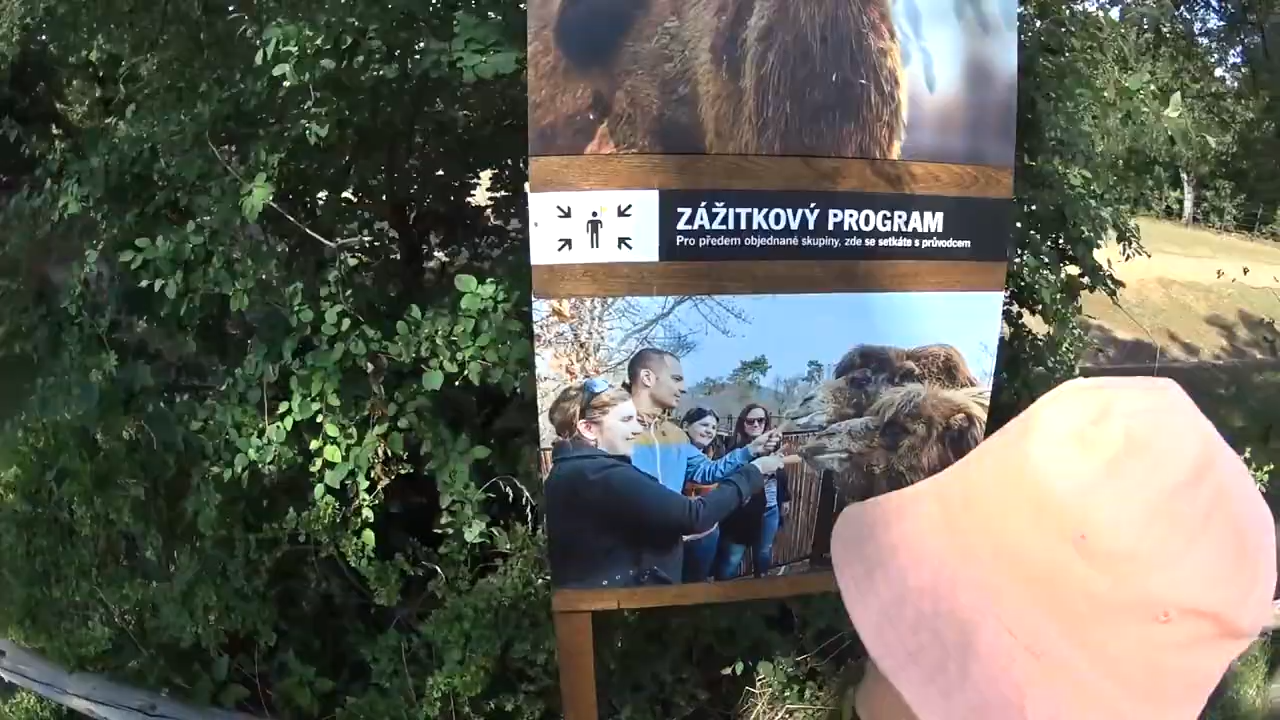 ZÁŽITKOVÝ PROGRAM
Pro předem objednané skupiny, zde se setkáte s průvodcem